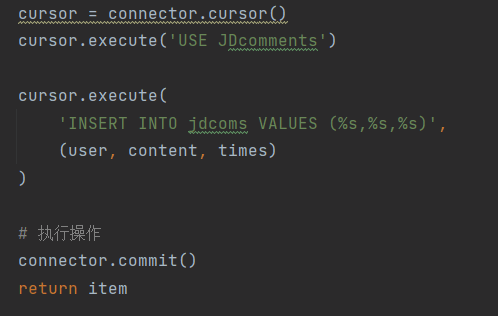 cursor = connector.cursor()
cursor.execute('USE JDcomments')
cursor.execute(
    'INSERT INTO jdcoms VALUES (%s,%s,%s)',
    (user, content, times)
)
# 执行操作
connector.commit()
return item